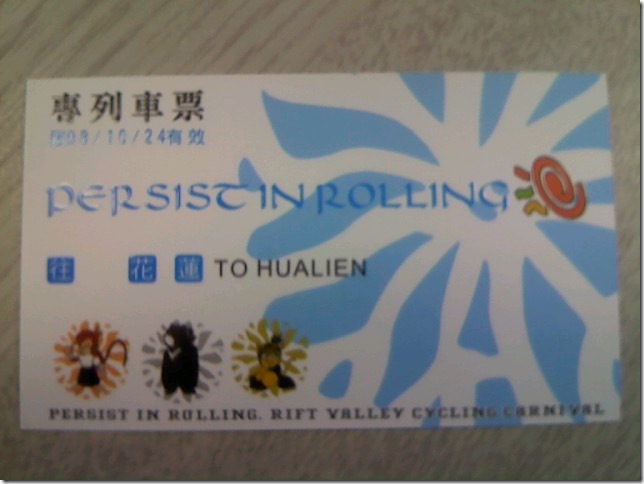 專列車票
08/10/24有效
PERSIST IN ROLLING
往 花蓮 TO HUALIEN
PERSIST IN ROLLING. RIFT VALLEY CYCLING CARNIVAL